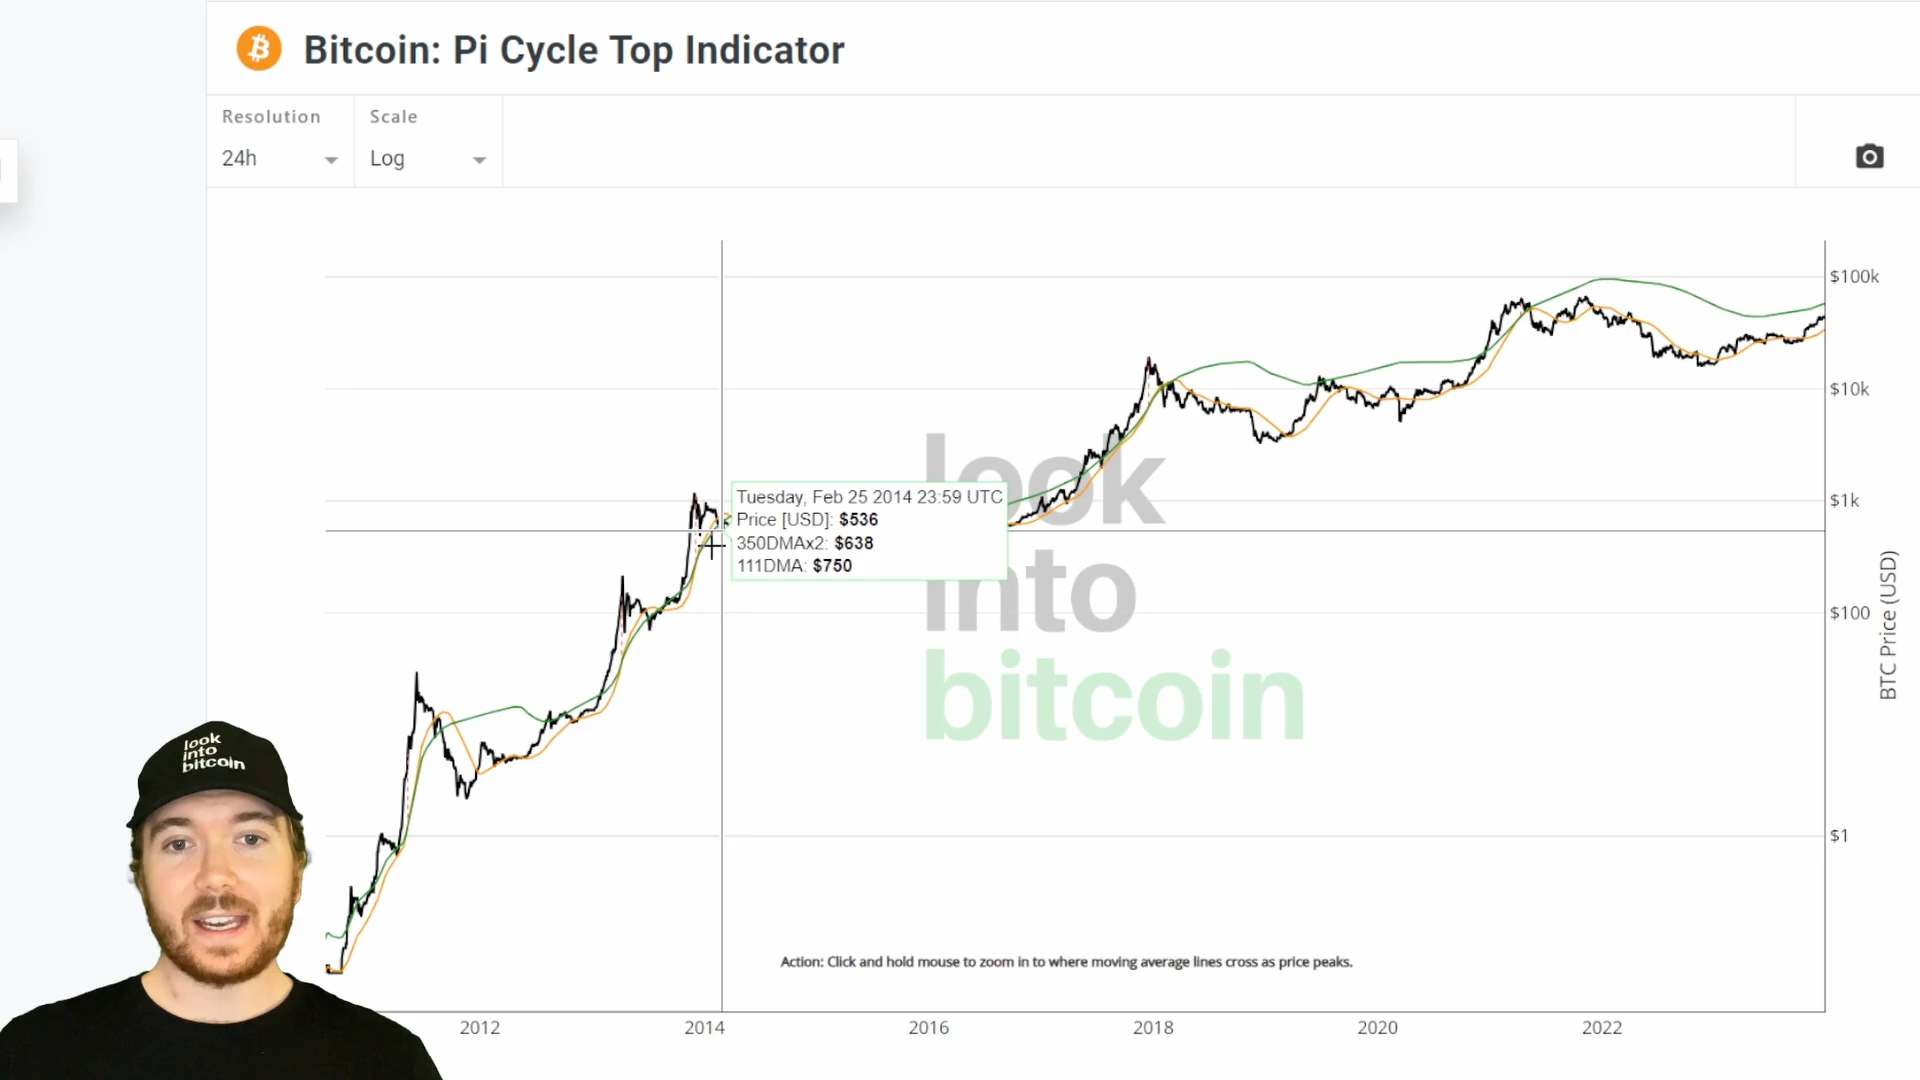 Bitcoin: Pi Cycle Top Indicator
Resolution
Scale
24h
Log
$100k
$10k
$1k
$100
$1
BTC Price (USD)
look
into
bitcoin
Tuesday, Feb 25 2014 23:59 UTC
Price [USD]: $536
350DMAx2: $638
111DMA: $750
look
into
bitcoin
Action: Click and hold mouse to zoom in to where moving average lines cross as price peaks.
2012
2014
2016
2018
2020
2022